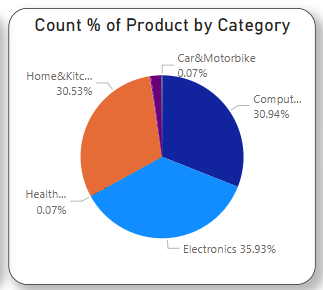 Count % of Product by Category
Car&Motorbike
0.07%
Home&Kitc...
30.53%
Comput...
30.94%
Health...
0.07%
Electronics 35.93%